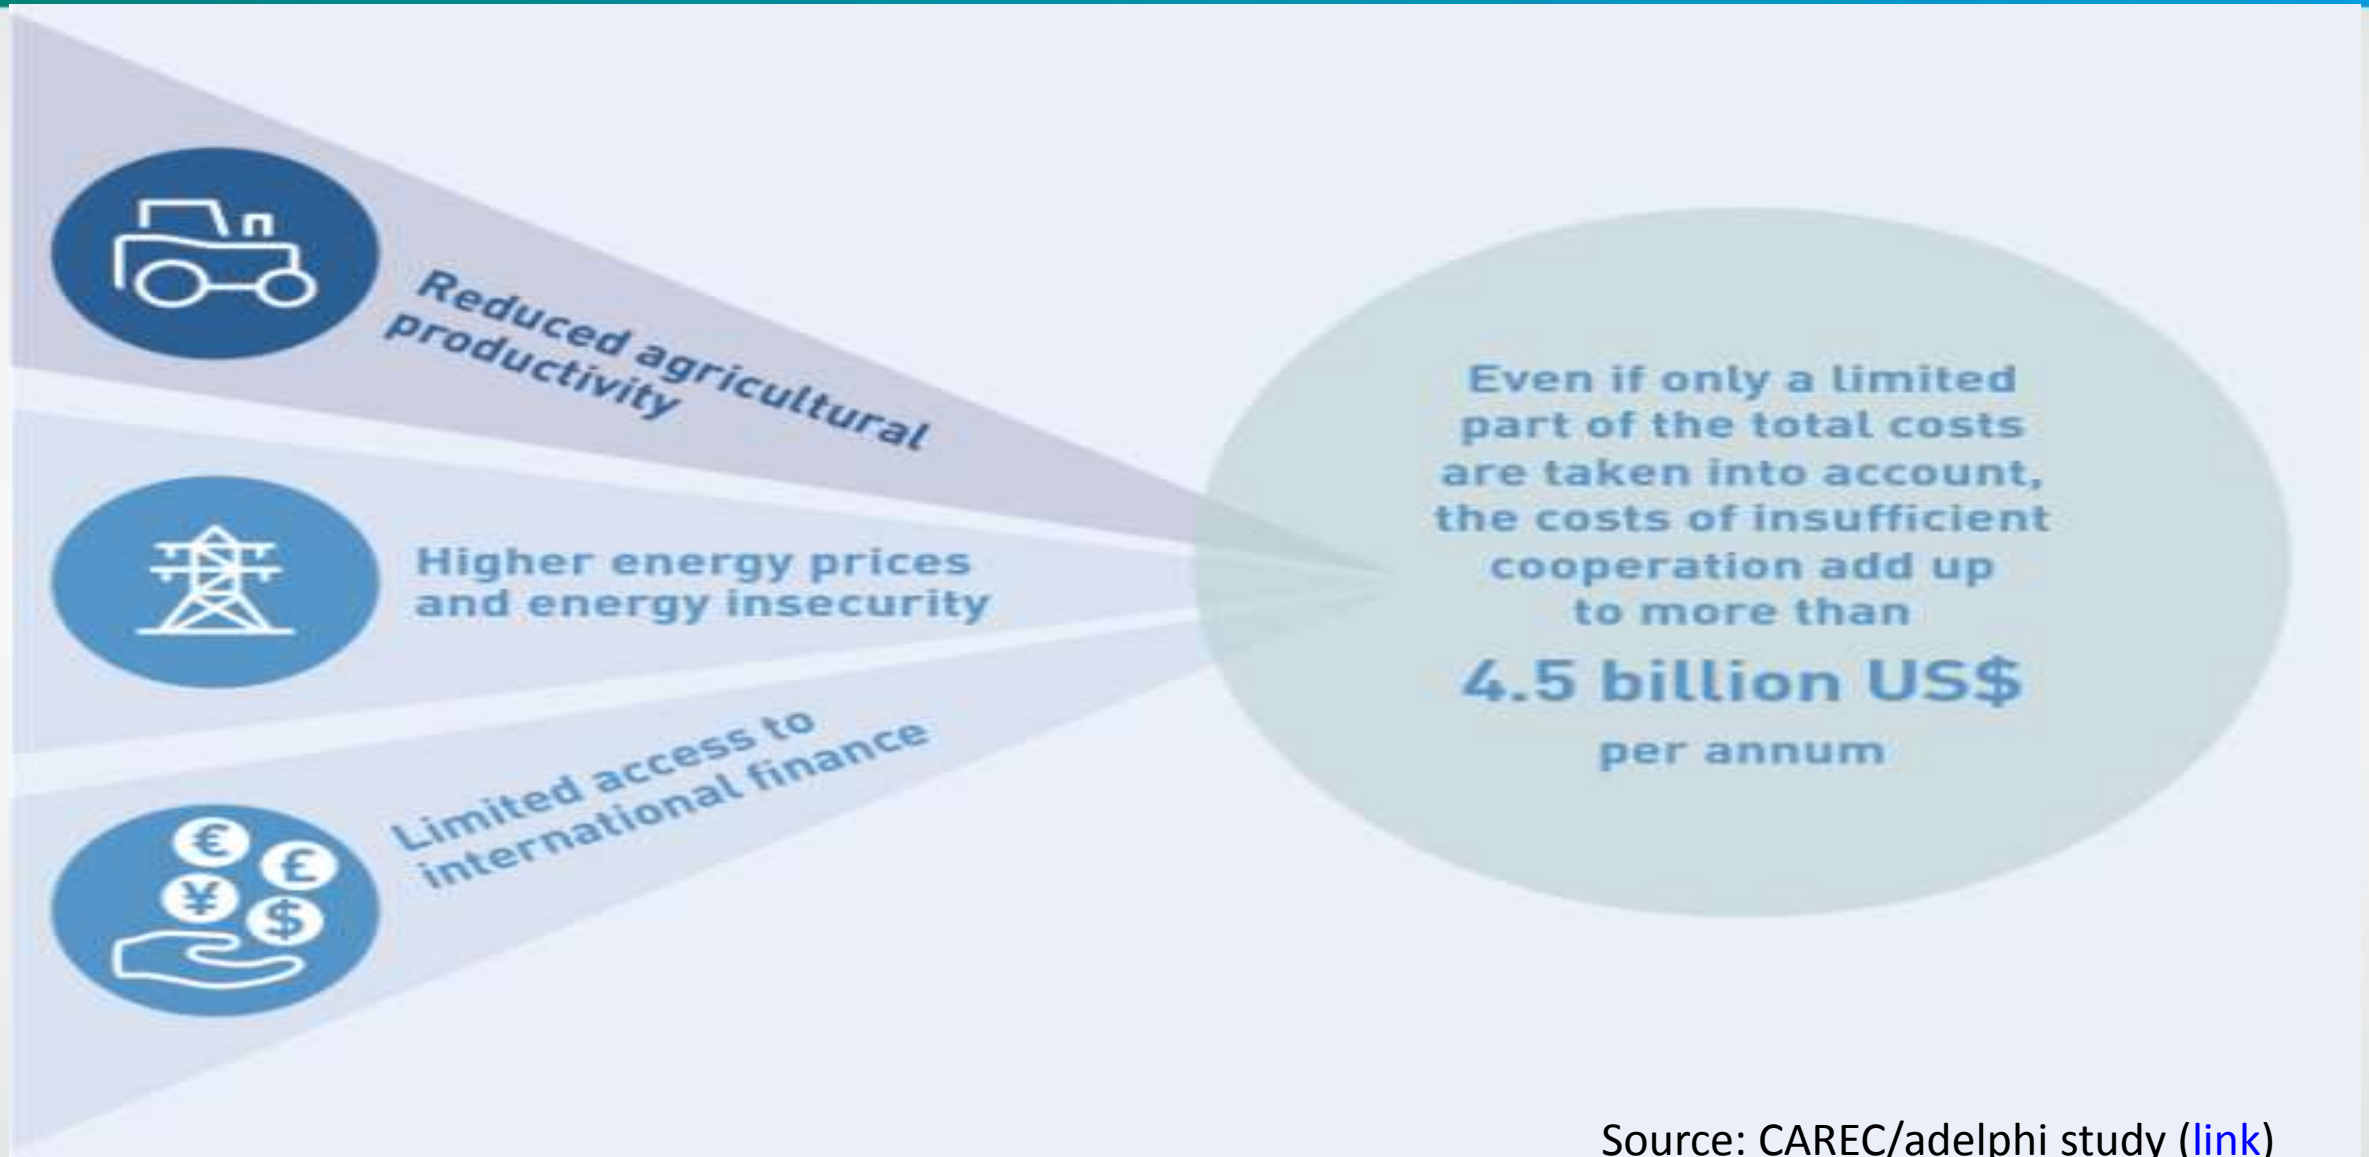 Reduced agricultural
productivity
Higher energy prices
and energy insecurity
Limited access to
international finance
€
£
¥
$
Even if only a limited
part of the total costs
are taken into account,
the costs of insufficient
cooperation add up
to more than
4.5 billion US$
per annum
Source: CAREC/adelphi study (link)